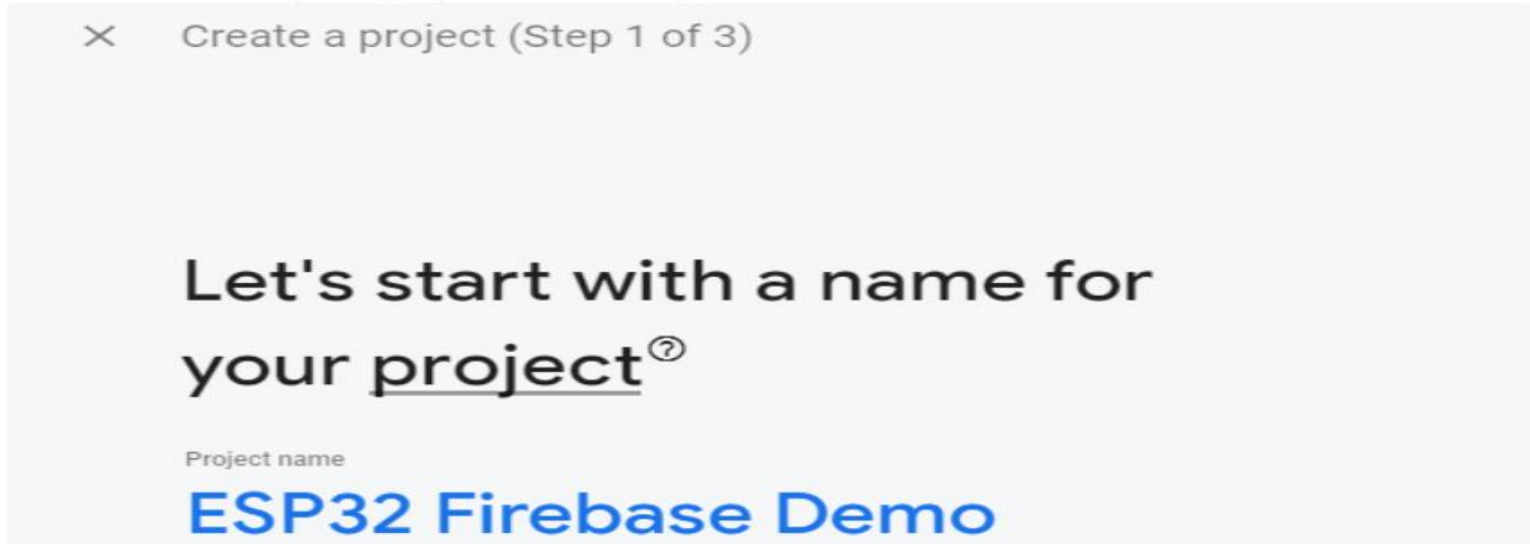 Create a project (Step 1 of 3)
Let's start with a name for
your project
Project name
ESP32 Firebase Demo